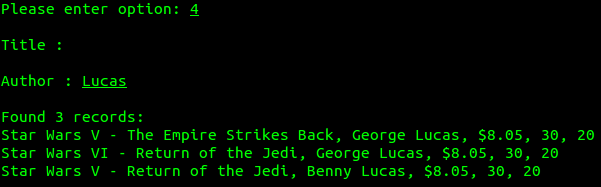 Please enter option: 4
Title :
Author : Lucas
Found 3 records:
Star Wars V - The Empire Strikes Back, George Lucas, $8.05, 30, 20
Star Wars VI - Return of the Jedi, George Lucas, $8.05, 30, 20
Star Wars V - Return of the Jedi, Benny Lucas, $8.05, 30, 20